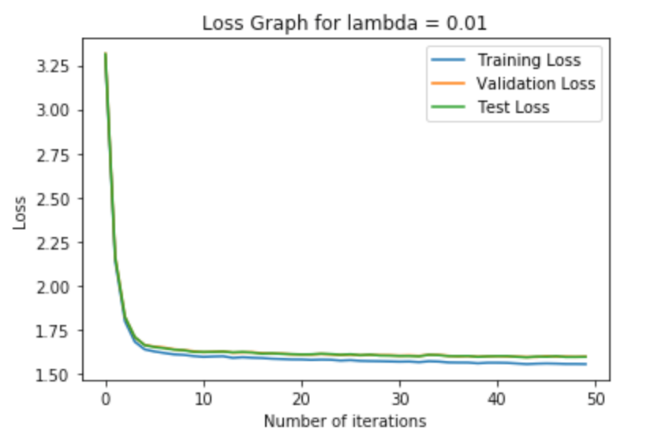 Loss Graph for lambda = 0.01
Training Loss
Validation Loss
Test Loss
3.25
3.00
2.75
2.50
2.25
2.00
1.75
1.50
Loss
0 10 20 30 40 50
Number of iterations